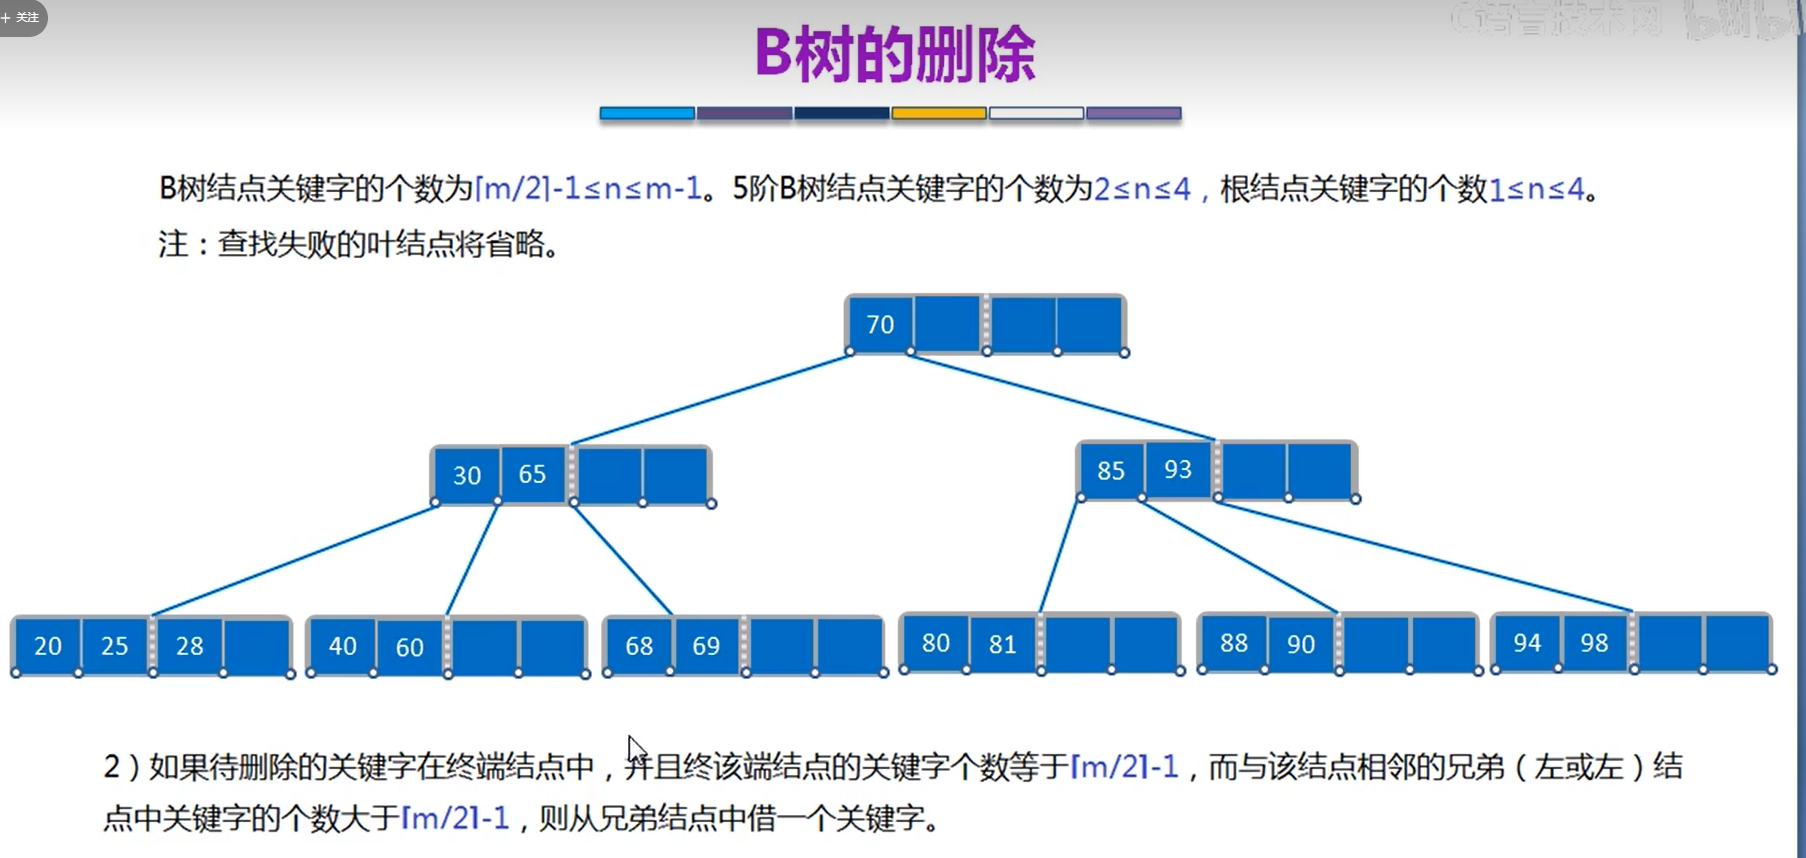 + 关注
C语言技术网 bilibili
B树的删除
B树结点关键字的个数为⌈m/2⌉-1≤n≤m-1。5阶B树结点关键字的个数为2≤n≤4，根结点关键字的个数1≤n≤4。
注：查找失败的叶结点将省略。
70
30 65
85 93
20 25 28
40 60
68 69
80 81
88 90
94 98
2）如果待删除的关键字在终端结点中，并且终该端结点的关键字个数等于⌈m/2⌉-1，而与该结点相邻的兄弟（左或左）结
点中关键字的个数大于⌈m/2⌉-1，则从兄弟结点中借一个关键字。